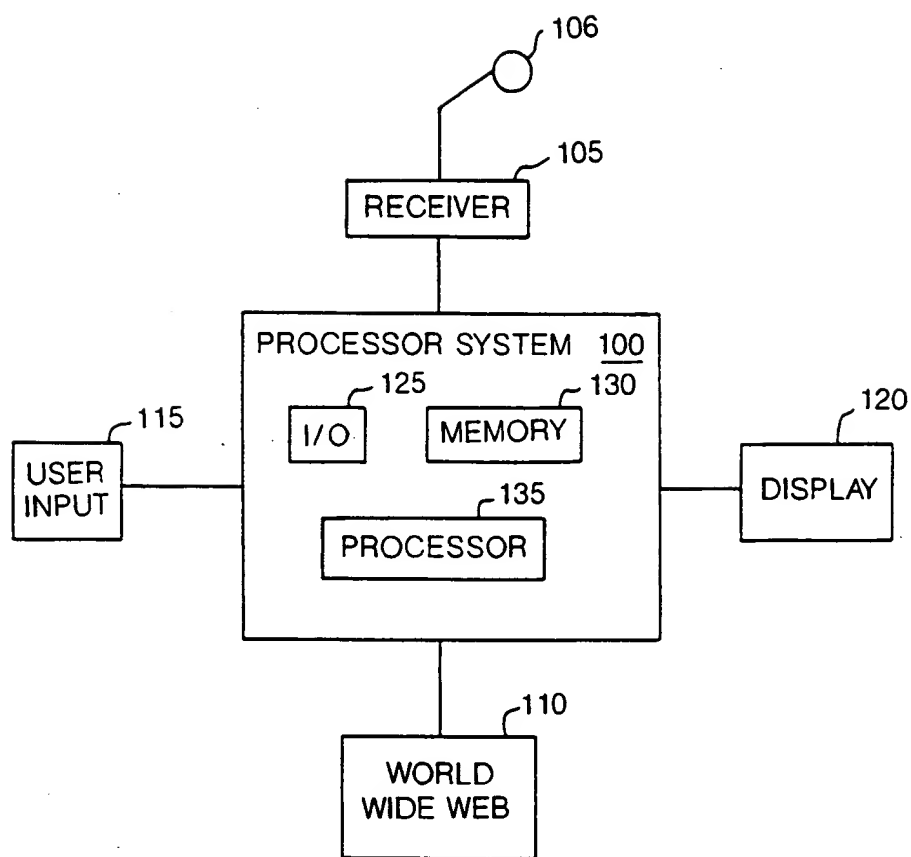 106
105
RECEIVER
PROCESSOR SYSTEM 100
125
130
I/O
MEMORY
115
120
USER
INPUT
DISPLAY
135
PROCESSOR
110
WORLD
WIDE WEB